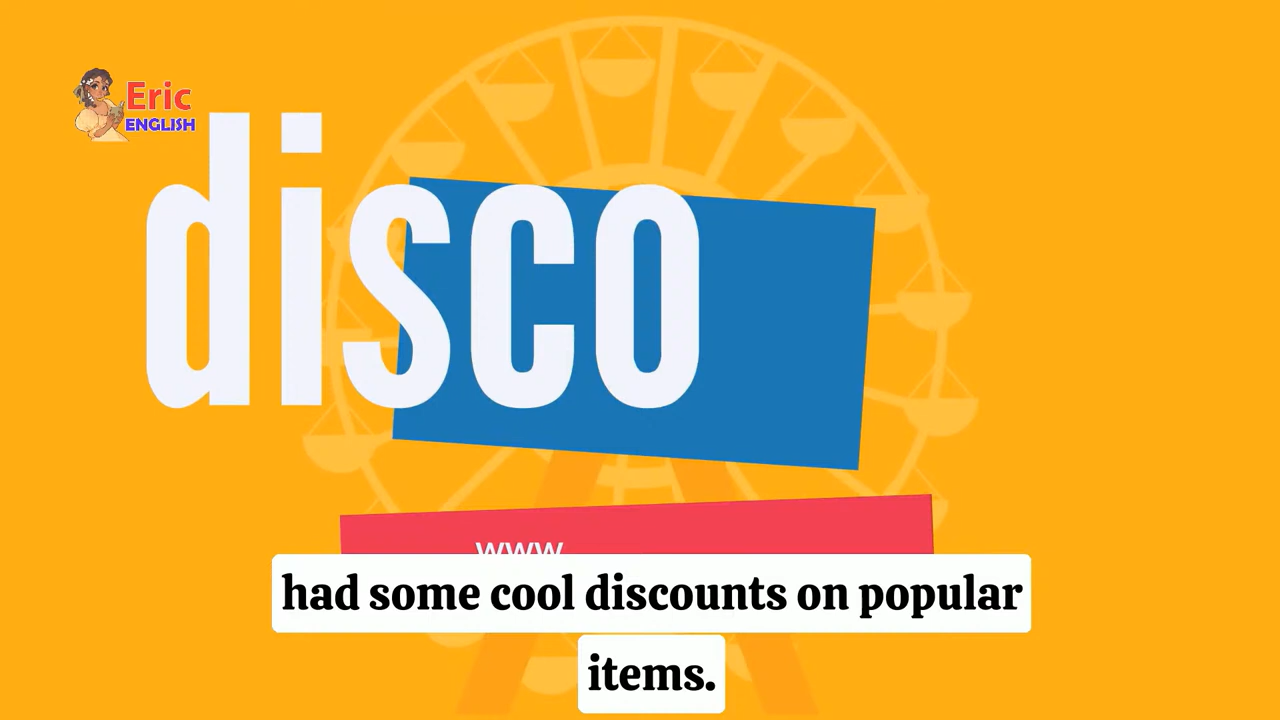 Eric
ENGLISH
disco
www
had some cool discounts on popular
items.